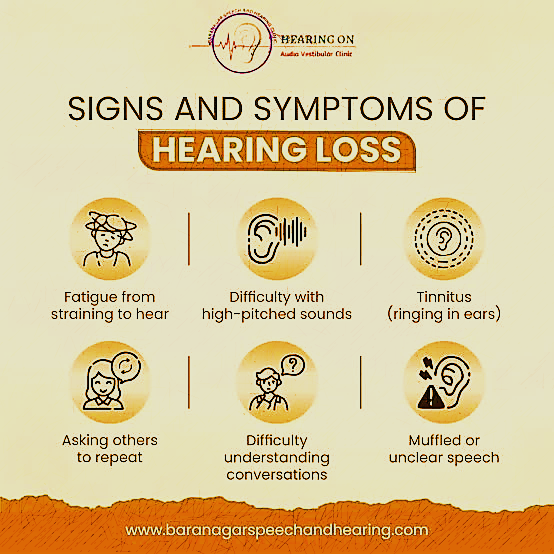 HEARING ON
Audio Vestibular Clinic
SIGNS AND SYMPTOMS OF
HEARING LOSS
Fatigue from
straining to hear
Difficulty with
high-pitched sounds
Tinnitus
(ringing in ears)
Asking others
to repeat
Difficulty
understanding
conversations
Muffled or
unclear speech
www.baranagarspeechandhearing.com